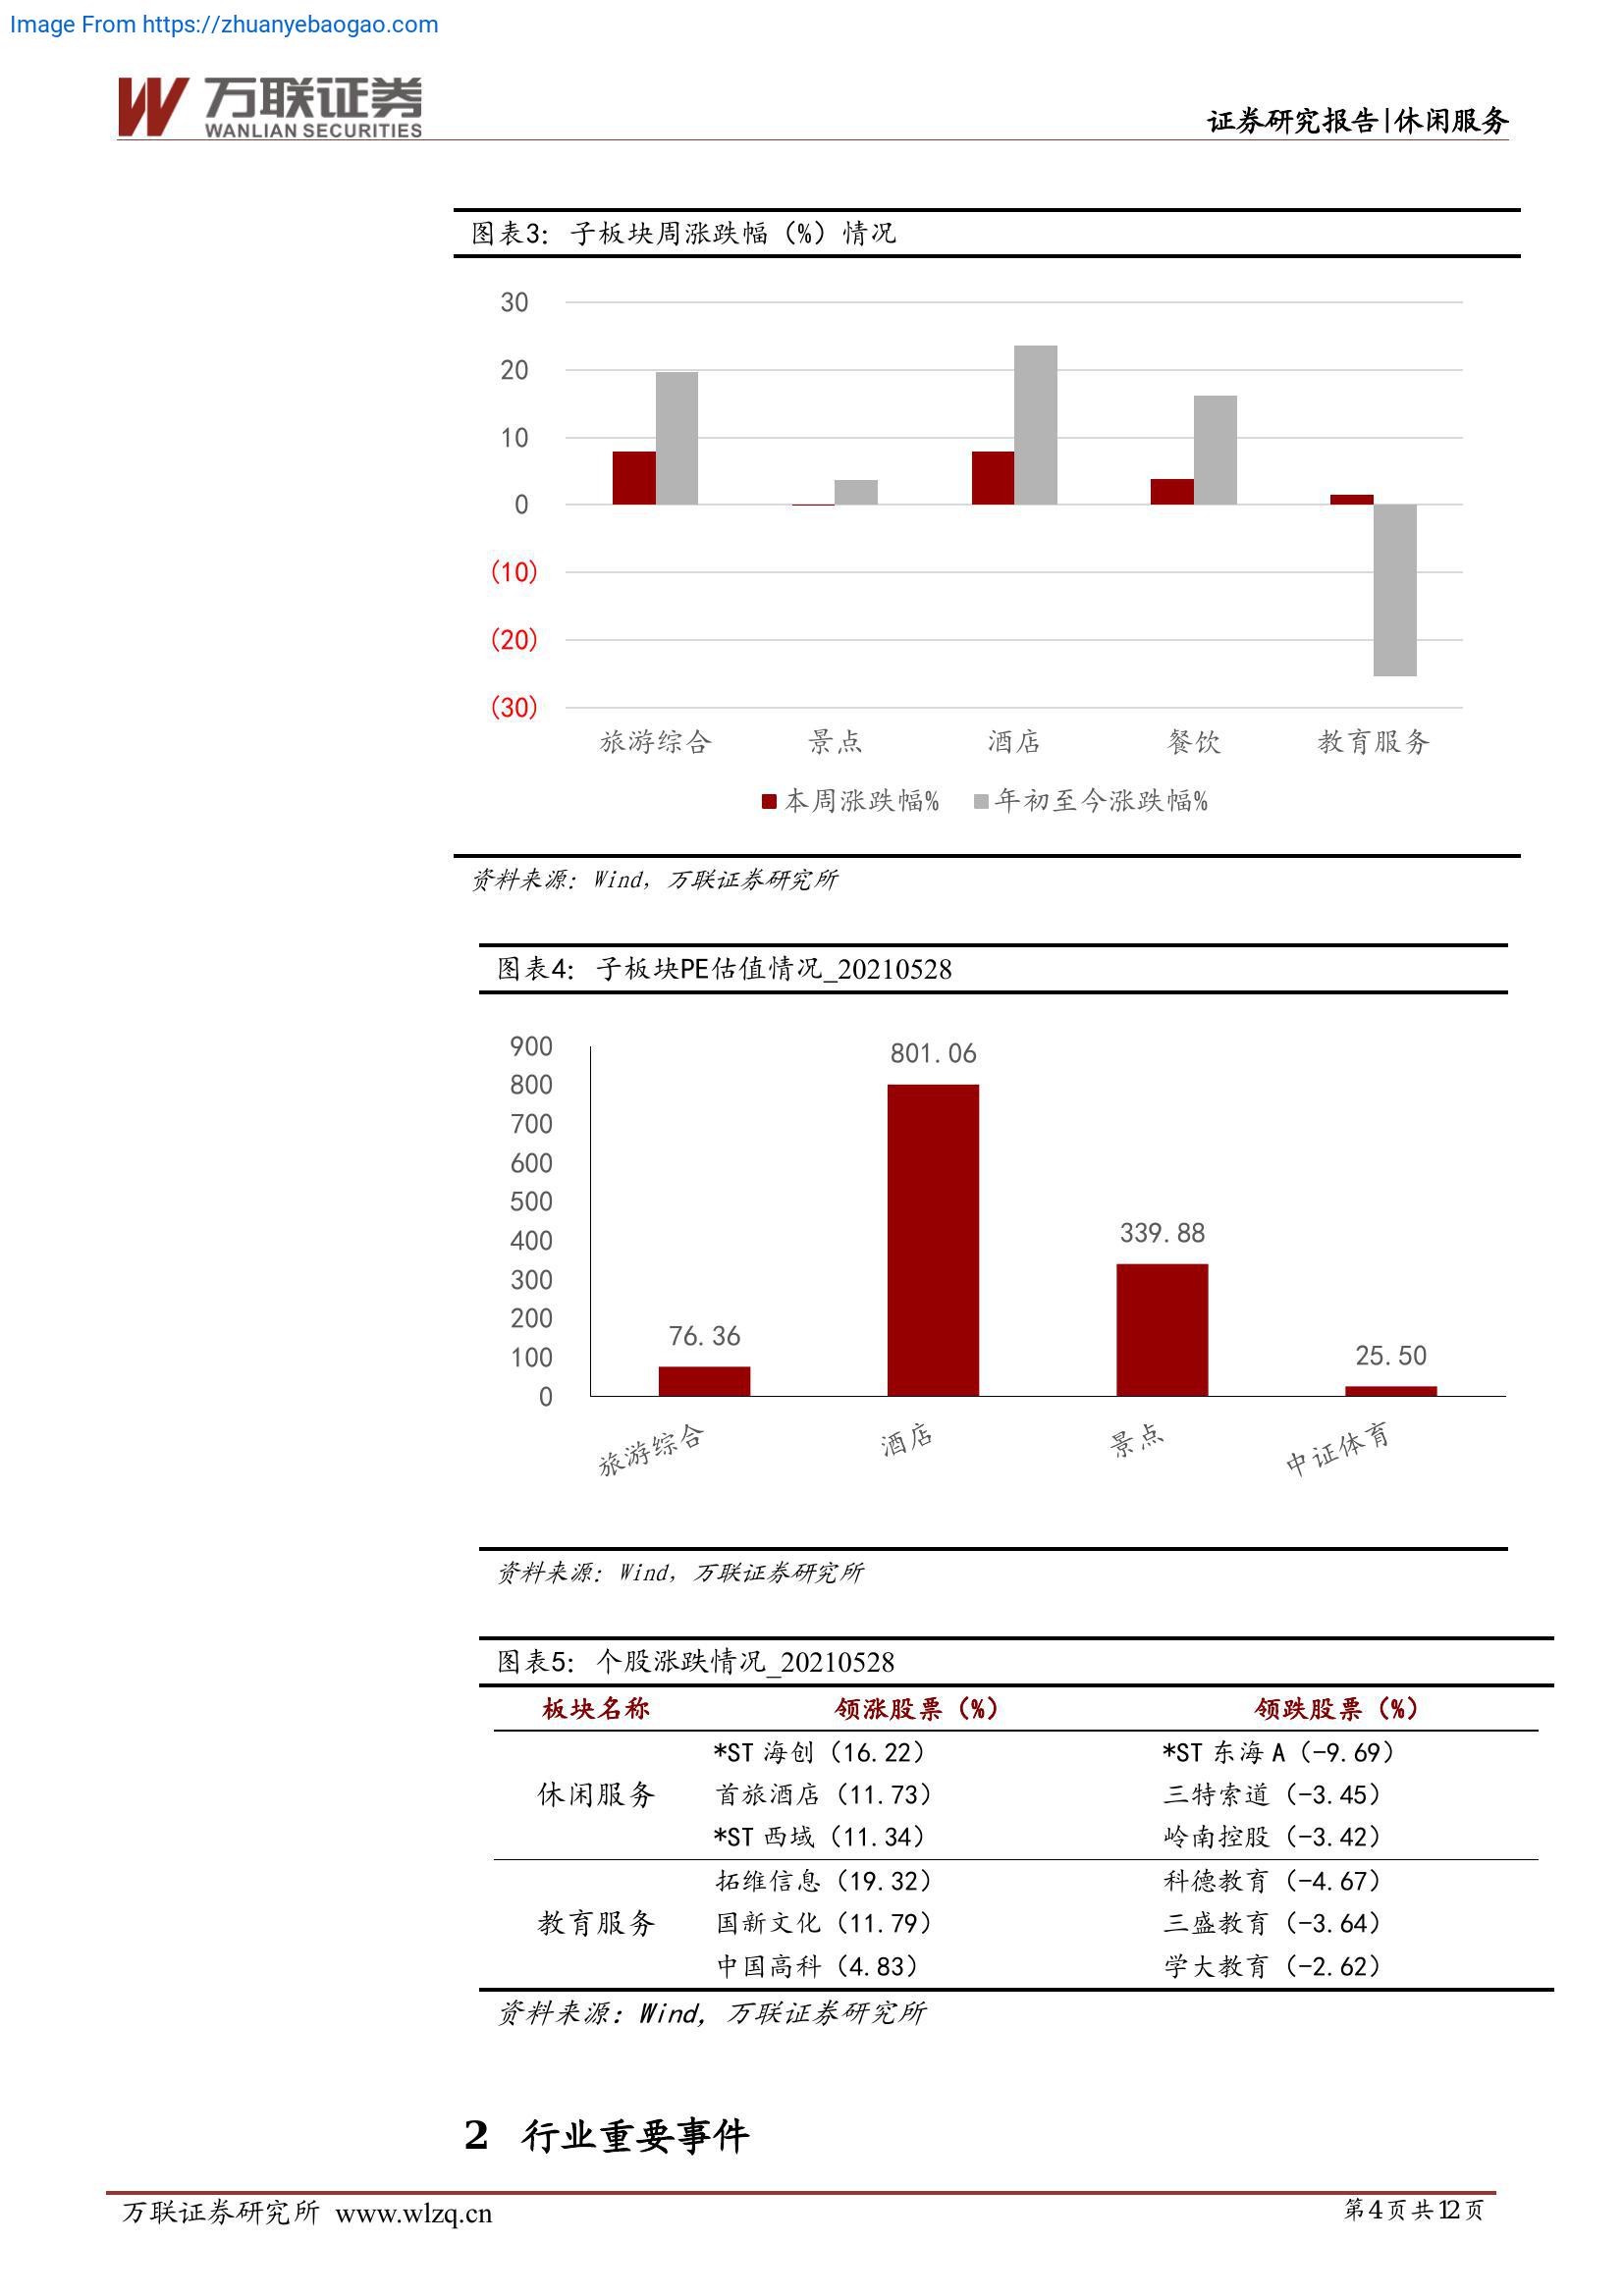 Image From https://zhuanyebaogao.com
万联证券
WANLIAN SECURITIES
证券研究报告|休闲服务
图表3：子板块周涨跌幅（%）情况
30
20
10
0
(10)
(20)
(30)
旅游综合 景点 酒店 餐饮 教育服务
本周涨跌幅% 年初至今涨跌幅%
资料来源：Wind，万联证券研究所
图表4：子板块PE估值情况_20210528
900
800
700
600
500
400
300
200
100
0
76.36 801.06 339.88 25.50
旅游综合 酒店 景点 中证体育
资料来源：Wind，万联证券研究所
图表5：个股涨跌情况_20210528
板块名称 领涨股票（%） 领跌股票（%）
*ST 海创（16.22） *ST 东海 A（-9.69）
休闲服务 首旅酒店（11.73） 三特索道（-3.45）
*ST 西域（11.34） 岭南控股（-3.42）
拓维信息（19.32） 科德教育（-4.67）
教育服务 国新文化（11.79） 三盛教育（-3.64）
中国高科（4.83） 学大教育（-2.62）
资料来源：Wind，万联证券研究所
2 行业重要事件
万联证券研究所 www.wlzq.cn 第4页共12页